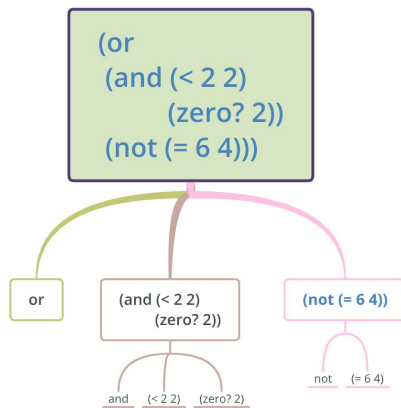 (or
(and (< 2 2)
(zero? 2))
(not (= 6 4)))
or
(and (< 2 2)
(zero? 2))
(not (= 6 4))
and
(< 2 2)
(zero? 2)
not
(= 6 4)